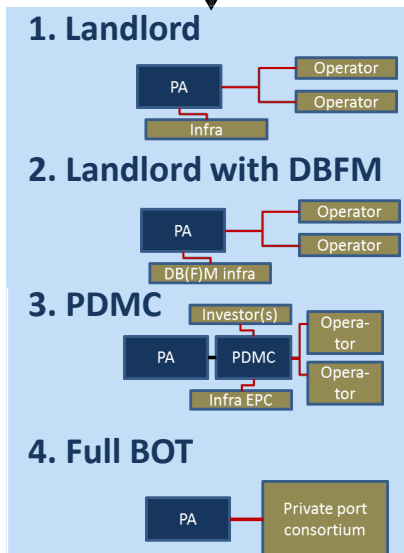 1. Landlord
Operator
PA
Operator
Infra
2. Landlord with DBFM
Operator
PA
Operator
DB(F)M infra
3. PDMC
Investor(s)
Opera-
tor
PA
PDMC
Opera-
tor
Infra EPC
4. Full BOT
PA
Private port
consortium